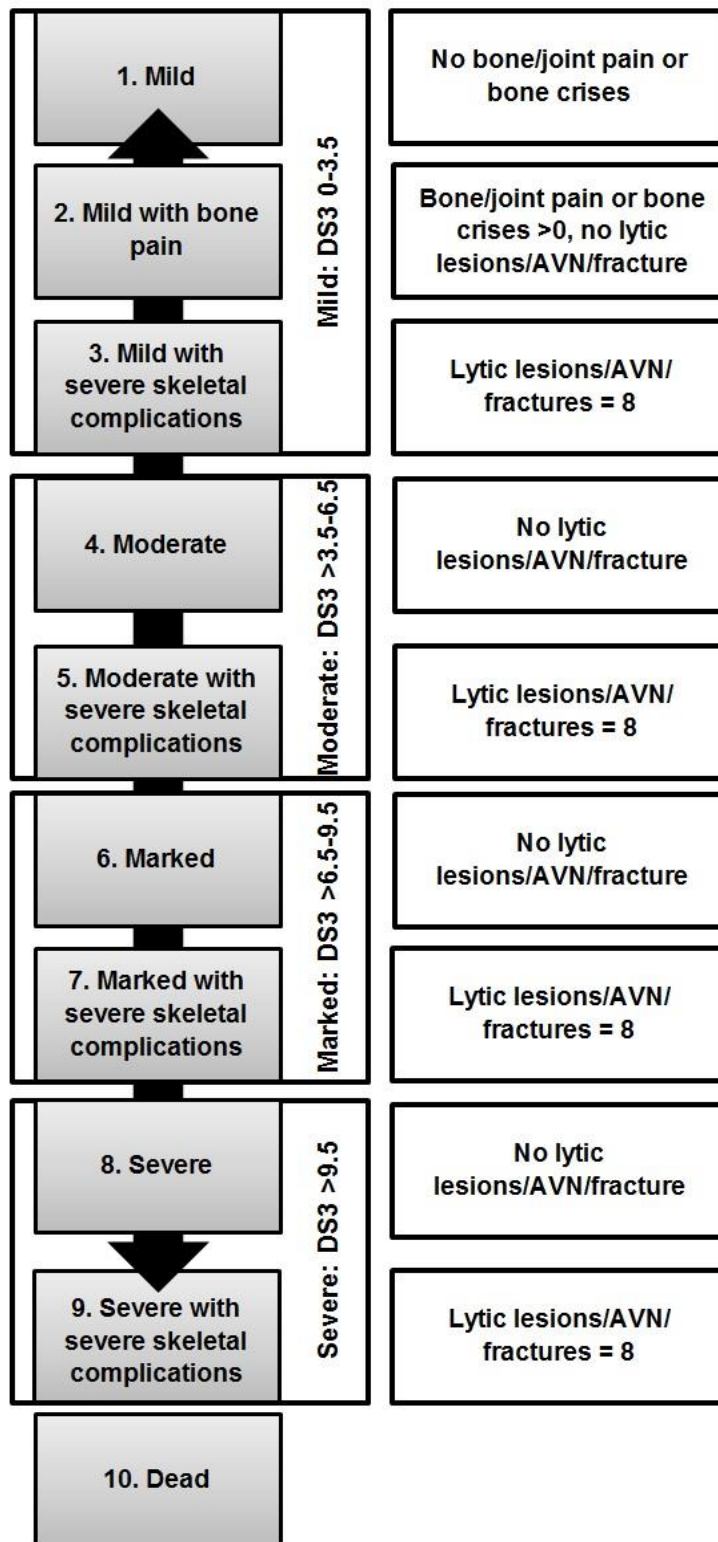 1. Mild
No bone/joint pain or
bone crises
2. Mild with bone
pain
Bone/joint pain or bone
crises >0, no lytic
lesions/AVN/fracture
3. Mild with
severe skeletal
complications
Lytic lesions/AVN/
fractures = 8
Mild: DS3 0-3.5
4. Moderate
No lytic
lesions/AVN/fracture
5. Moderate with
severe skeletal
complications
Lytic lesions/AVN/
fractures = 8
Moderate: DS3 >3.5-6.5
6. Marked
No lytic
lesions/AVN/fracture
7. Marked with
severe skeletal
complications
Lytic lesions/AVN/
fractures = 8
Marked: DS3 >6.5-9.5
8. Severe
No lytic
lesions/AVN/fracture
9. Severe with
severe skeletal
complications
Lytic lesions/AVN/
fractures = 8
Severe: DS3 >9.5
10. Dead